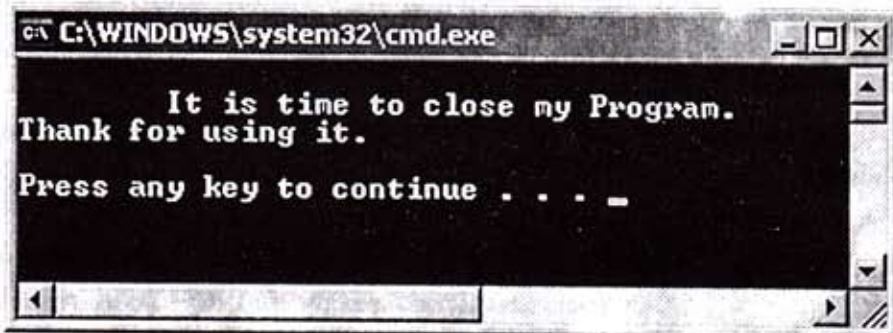 C:\ C:\WINDOWS\system32\cmd.exe
It is time to close my Program.
Thank for using it.
Press any key to continue . . . _